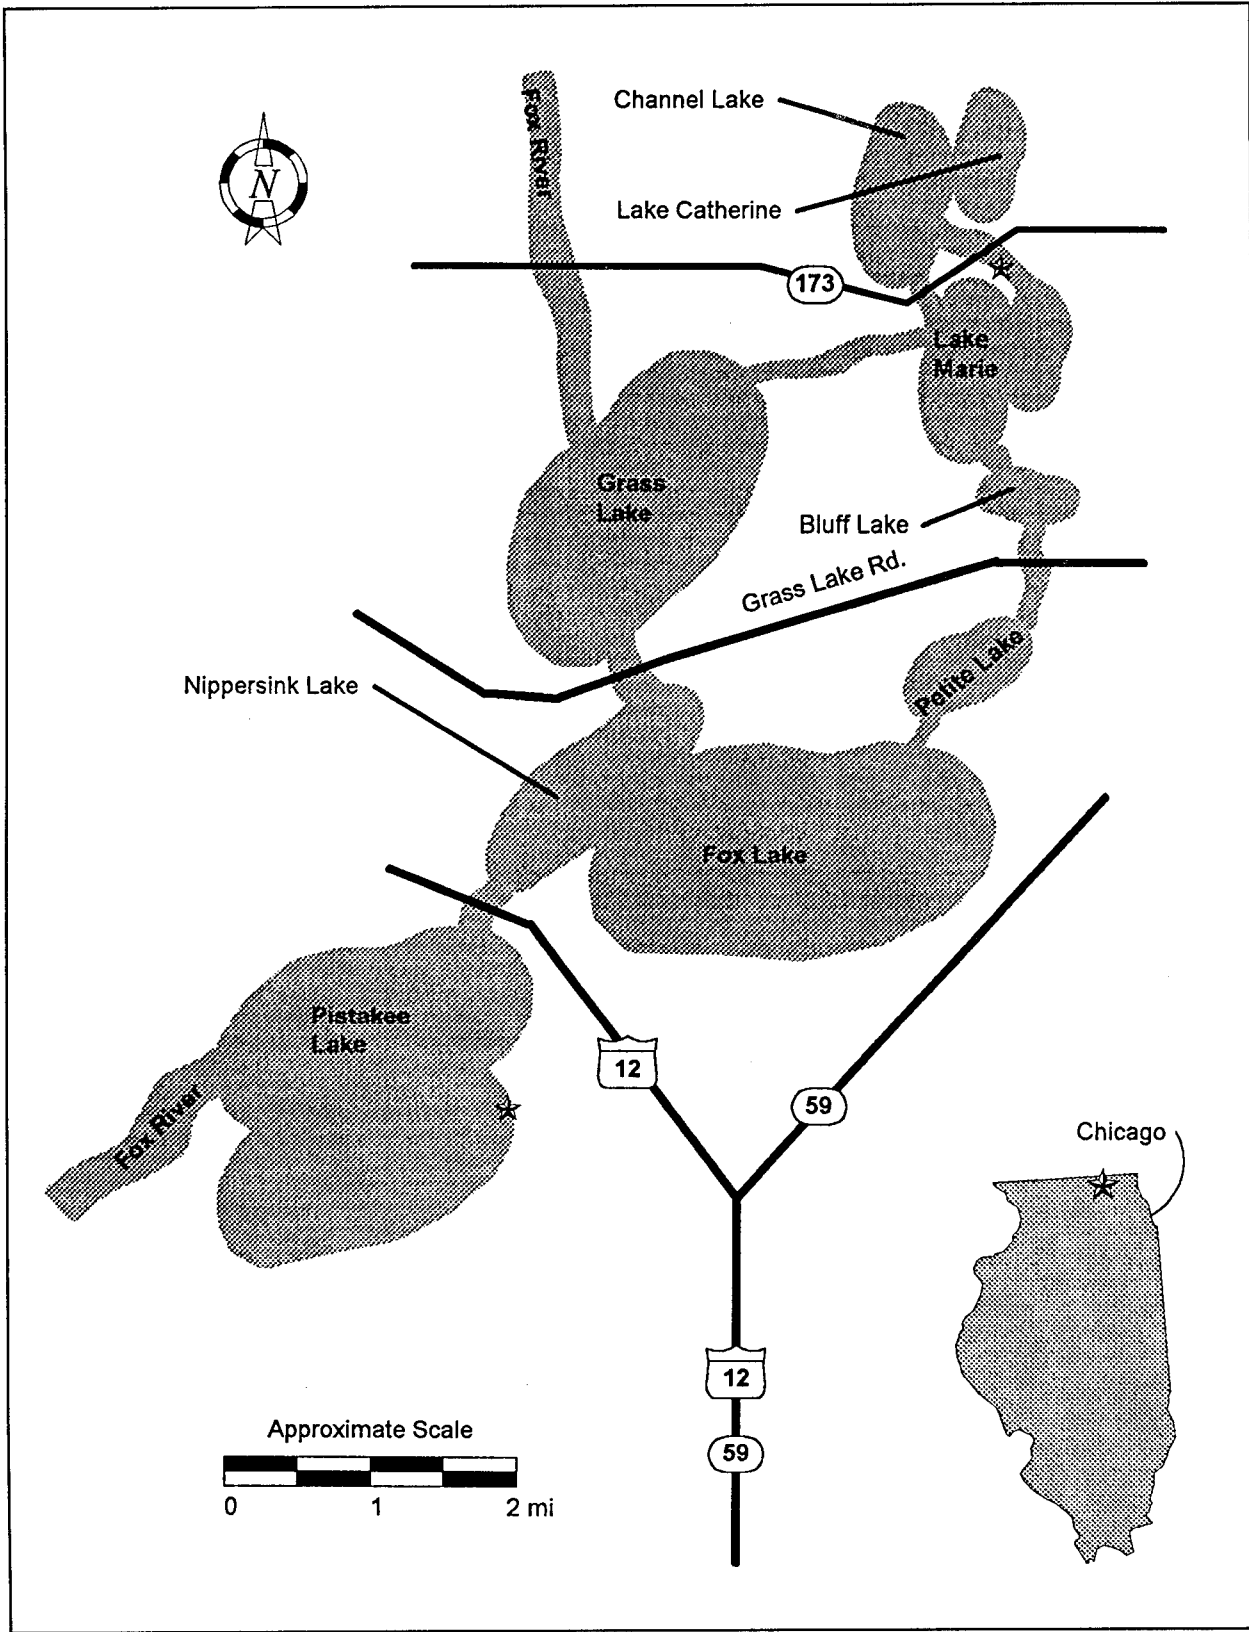 Fox River
Channel Lake
Lake Catherine
N
173
Lake
Marie
Grass
Lake
Bluff Lake
Grass Lake Rd.
Petite Lake
Nippersink Lake
Fox Lake
Pistakee
Lake
12
59
Fox River
Chicago
12
59
Approximate Scale
0 1 2 mi